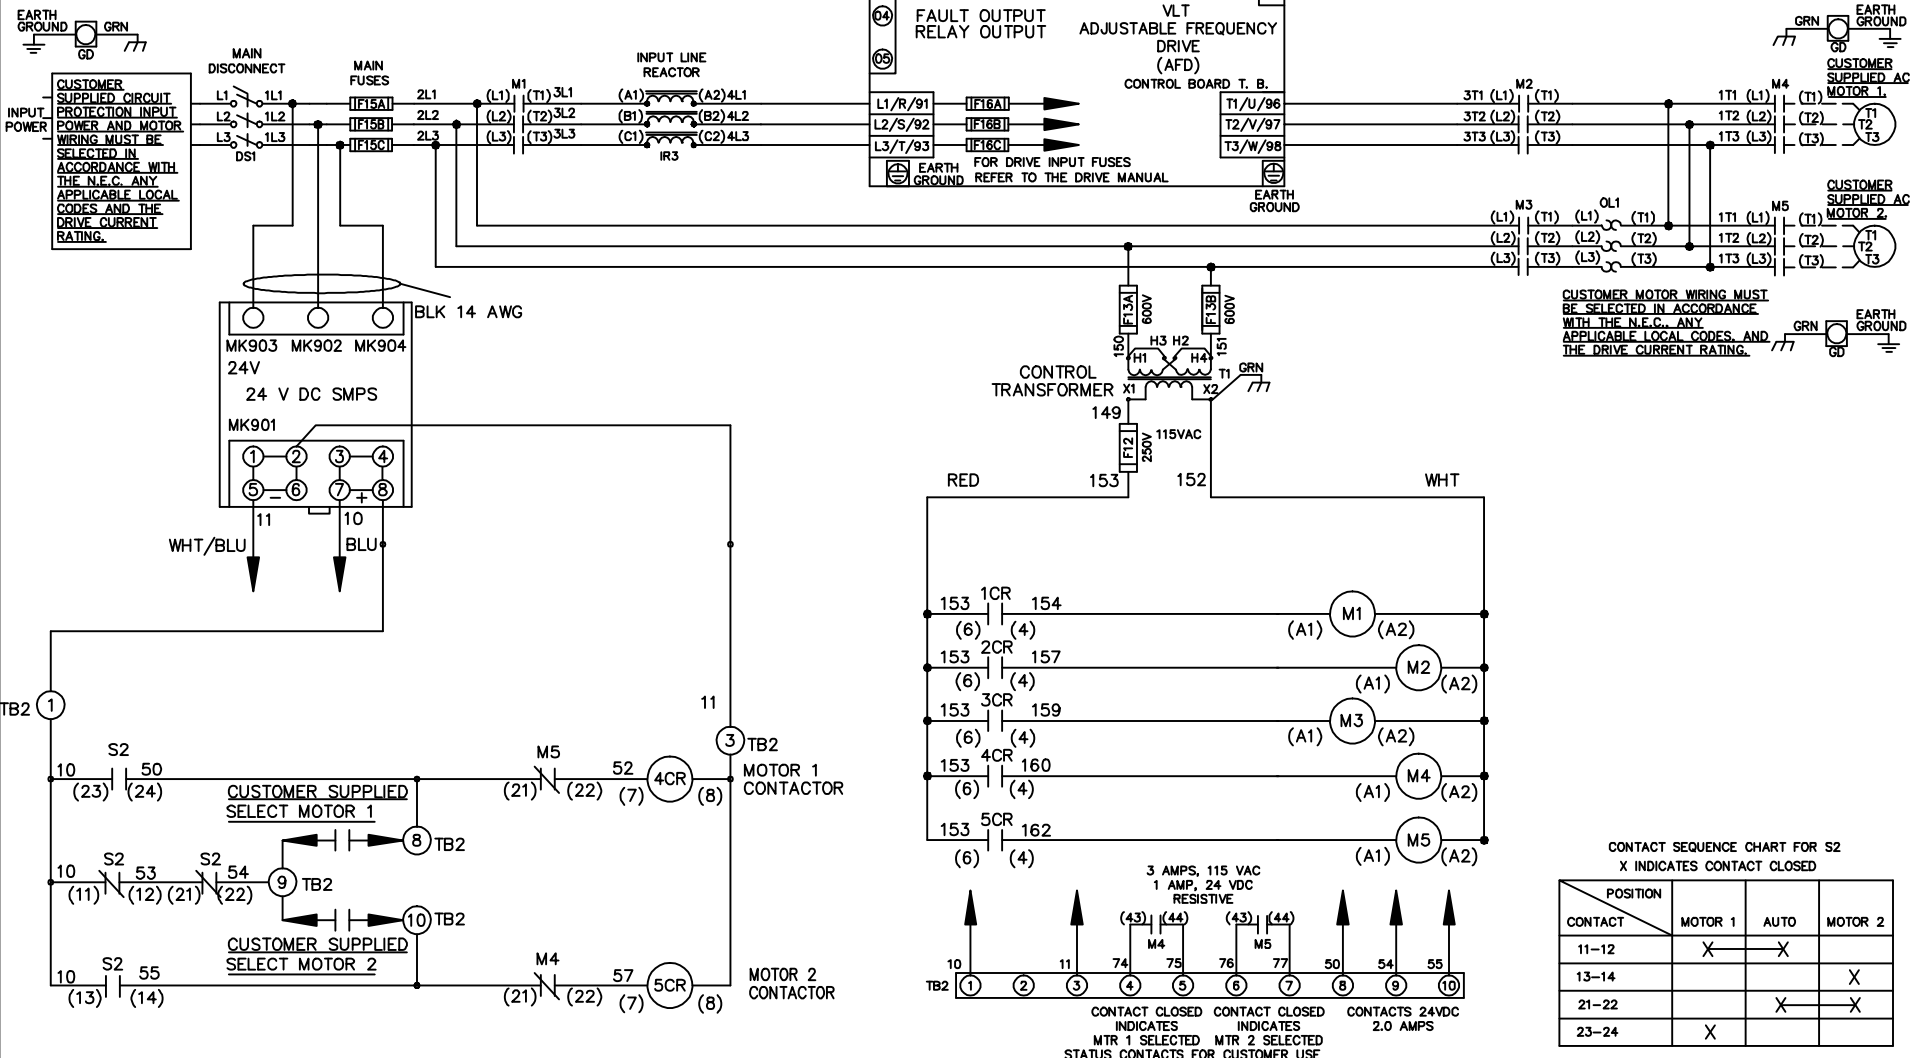 EARTH
GROUND
GRN
GD
MAIN
DISCONNECT
MAIN
FUSES
INPUT LINE
REACTOR
04
FAULT OUTPUT
RELAY OUTPUT
05
VLT
ADJUSTABLE FREQUENCY
DRIVE
(AFD)
CONTROL BOARD T. B.
GRN
EARTH
GROUND
GD
INPUT
POWER
CUSTOMER
SUPPLIED CIRCUIT
PROTECTION INPUT
POWER AND MOTOR
WIRING MUST BE
SELECTED IN
ACCORDANCE WITH
THE N.E.C. ANY
APPLICABLE LOCAL
CODES AND THE
DRIVE CURRENT
RATING.
L1 1L1 F15A 2L1 (L1) M1 (T1) 3L1 (A1) (A2) 4L1 L1/R/91 F16A T1/U/96
L2 1L2 F15B 2L2 (L2) (T2) 3L2 (B1) (B2) 4L2 L2/S/92 F16B T2/V/97
L3 1L3 F15C 2L3 (L3) (T3) 3L3 (C1) (C2) 4L3 L3/T/93 F16C T3/W/98
DS1
IR3
EARTH
GROUND
FOR DRIVE INPUT FUSES
REFER TO THE DRIVE MANUAL
EARTH
GROUND
M2
M4
CUSTOMER
SUPPLIED AC
MOTOR 1.
3T1 (L1) (T1) 1T1 (L1) (T1) T1
3T2 (L2) (T2) 1T2 (L2) (T2) T2
3T3 (L3) (T3) 1T3 (L3) (T3) T3
M3
OL1
M5
CUSTOMER
SUPPLIED AC
MOTOR 2.
(L1) (T1) (L1) (T1) 1T1 (L1) (T1) T1
(L2) (T2) (L2) (T2) 1T2 (L2) (T2) T2
(L3) (T3) (L3) (T3) 1T3 (L3) (T3) T3
CUSTOMER MOTOR WIRING MUST
BE SELECTED IN ACCORDANCE
WITH THE N.E.C., ANY
APPLICABLE LOCAL CODES, AND
THE DRIVE CURRENT RATING.
GRN
EARTH
GROUND
GD
BLK 14 AWG
MK903 MK902 MK904
24V
24 V DC SMPS
MK901
1 2 3 4
5 - 6 7 + 8
11
10
WHT/BLU
BLU
F13A
600V
F13B
600V
150
151
H3 H2
H1 H4
CONTROL
TRANSFORMER
T1
GRN
X1 X2
149
F12
250V
115VAC
153
152
RED
WHT
TB2 1
11
3 TB2
10 S2 50 M5 52 4CR
(23) (24) (21) (22) (7) (8)
MOTOR 1
CONTACTOR
CUSTOMER SUPPLIED
SELECT MOTOR 1
8 TB2
10 S2 53 S2 54 9 TB2
(11) (12) (21) (22)
10 TB2
CUSTOMER SUPPLIED
SELECT MOTOR 2
10 S2 55 M4 57 5CR
(13) (14) (21) (22) (7) (8)
MOTOR 2
CONTACTOR
153 1CR 154 M1
(6) (4) (A1) (A2)
153 2CR 157 M2
(6) (4) (A1) (A2)
153 3CR 159 M3
(6) (4) (A1) (A2)
153 4CR 160 M4
(6) (4) (A1) (A2)
153 5CR 162 M5
(6) (4) (A1) (A2)
3 AMPS, 115 VAC
1 AMP, 24 VDC
RESISTIVE
(43) (44) (43) (44)
M4 M5
10 11 74 75 76 77 50 54 55
TB2 1 2 3 4 5 6 7 8 9 10
CONTACT CLOSED
INDICATES
MTR 1 SELECTED
CONTACT CLOSED
INDICATES
MTR 2 SELECTED
CONTACTS 24VDC
2.0 AMPS
STATUS CONTACTS FOR CUSTOMER USE
CONTACT SEQUENCE CHART FOR S2
X INDICATES CONTACT CLOSED
POSITION
CONTACT MOTOR 1 AUTO MOTOR 2
11-12 X X
13-14 X
21-22 X X
23-24 X